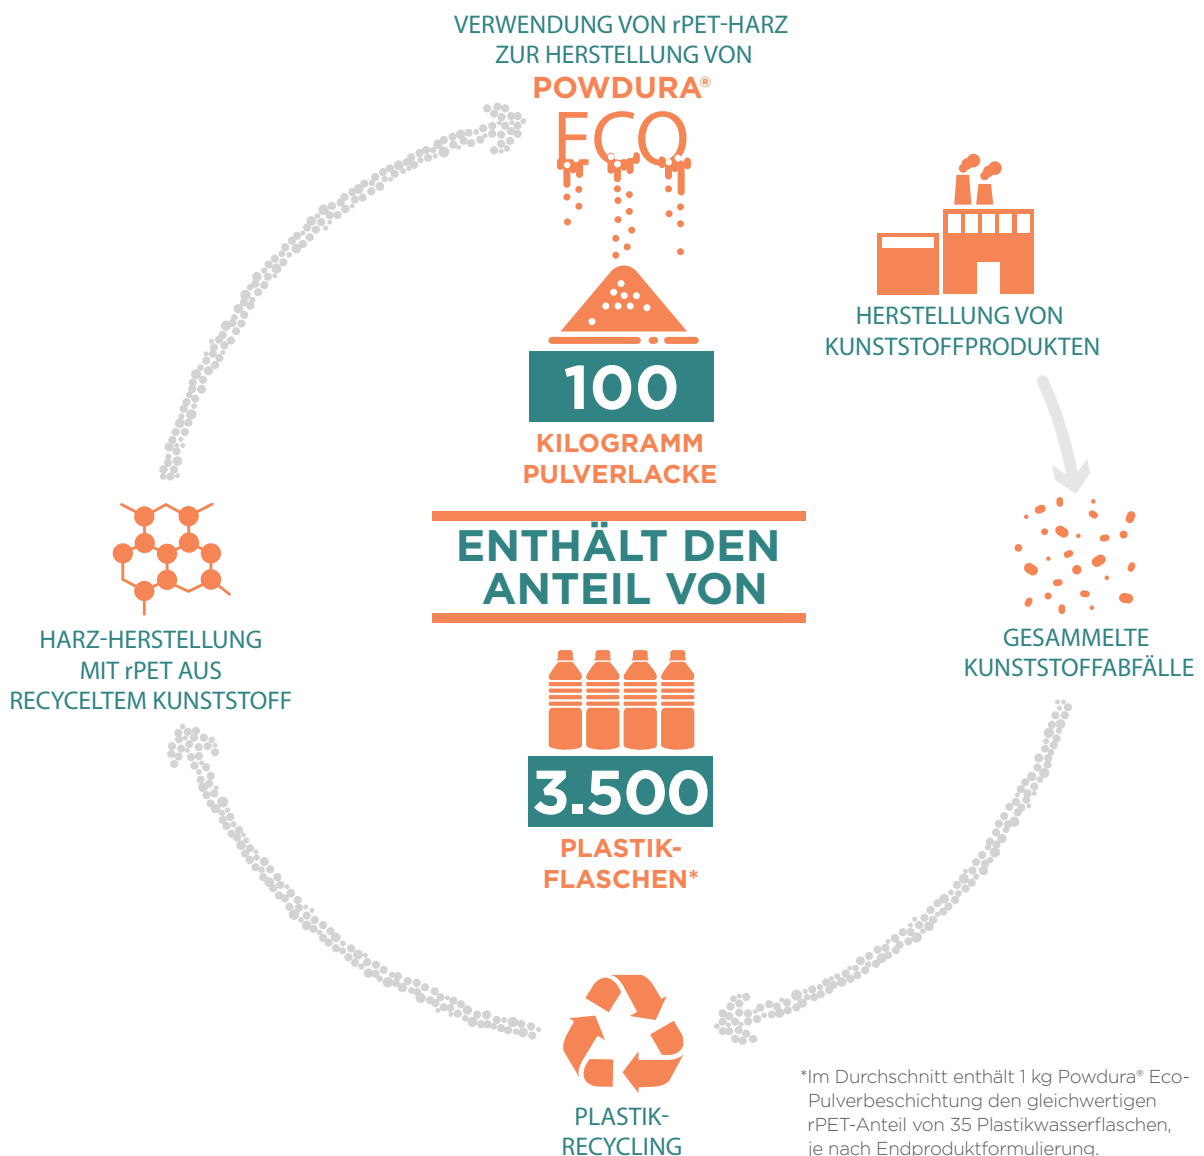 VERWENDUNG VON rPET-HARZ
ZUR HERSTELLUNG VON
POWDURA®
ECO
100
KILOGRAMM
PULVERLACKE
ENTHÄLT DEN
ANTEIL VON
3.500
PLASTIK-
FLASCHEN*
HERSTELLUNG VON
KUNSTSTOFFPRODUKTEN
GESAMMELTE
KUNSTSTOFFABFÄLLE
PLASTIK-
RECYCLING
HARZ-HERSTELLUNG
MIT rPET AUS
RECYCELTEM KUNSTSTOFF
*Im Durchschnitt enthält 1 kg Powdura® Eco-
Pulverbeschichtung den gleichwertigen
rPET-Anteil von 35 Plastikwasserflaschen,
je nach Endproduktformulierung.